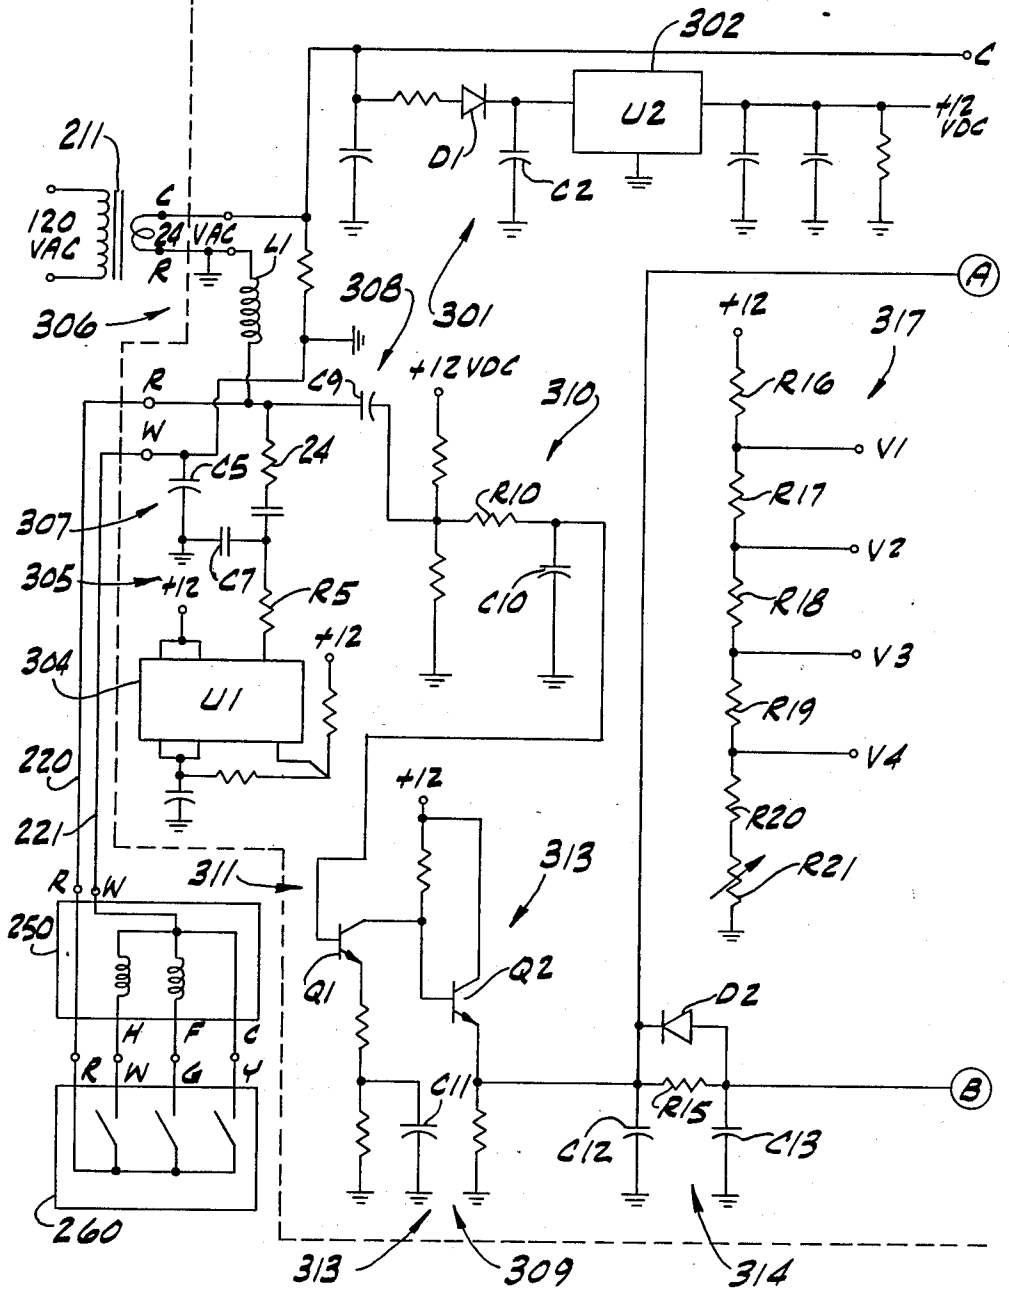 302
C
U2
+12
VDC
D1
C2
211
120
VAC
C
24 VAC
R
L1
306
308
301
A
+12
317
C9
+12 VDC
R
310
R16
W
24
C5
V1
R10
R17
307
V2
305
+12
C7
R5
C10
R18
+12
304
V3
U1
R19
220
V4
+12
R20
221
311
313
R21
R
W
250
Q1
Q2
D2
H
F
C
R
W
G
Y
C11
R15
B
C12
C13
260
313
309
314